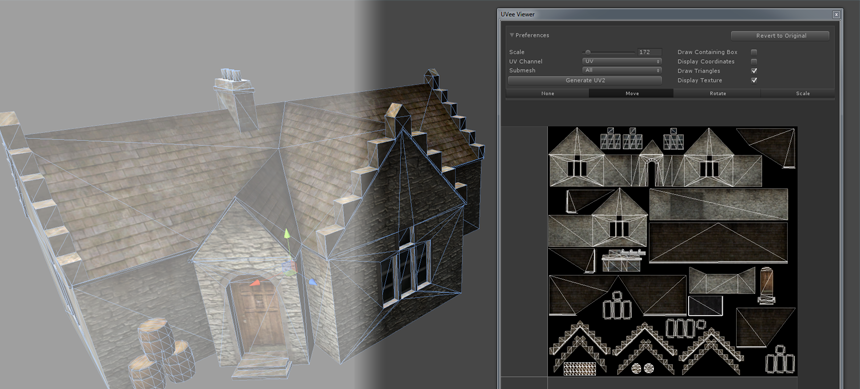 UVee Viewer
Preferences
Revert to Original
Scale 172 Draw Containing Box
UV Channel UV Display Coordinates
Submesh All Draw Triangles
Generate UV2 Display Texture
None Move Rotate Scale